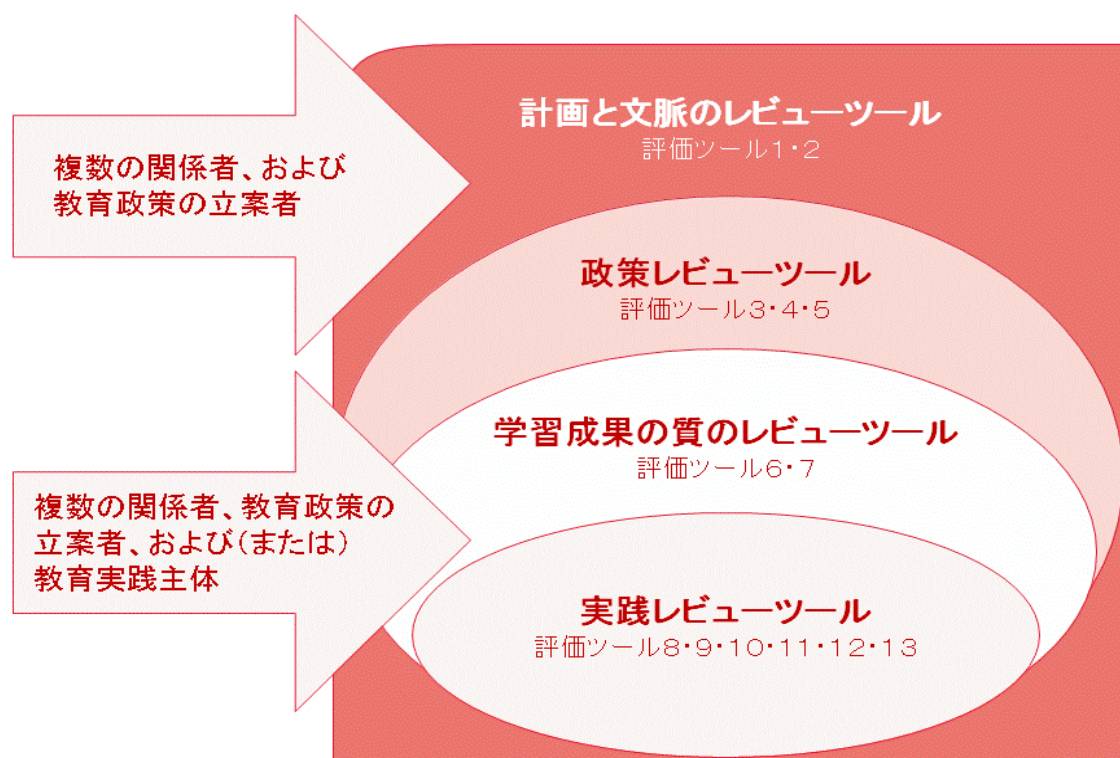 計画と文脈のレビューツール
評価ツール1・2
複数の関係者、および
教育政策の立案者
政策レビューツール
評価ツール3・4・5
学習成果の質のレビューツール
評価ツール6・7
複数の関係者、教育政策の
立案者、および(または)
教育実践主体
実践レビューツール
評価ツール8・9・10・11・12・13